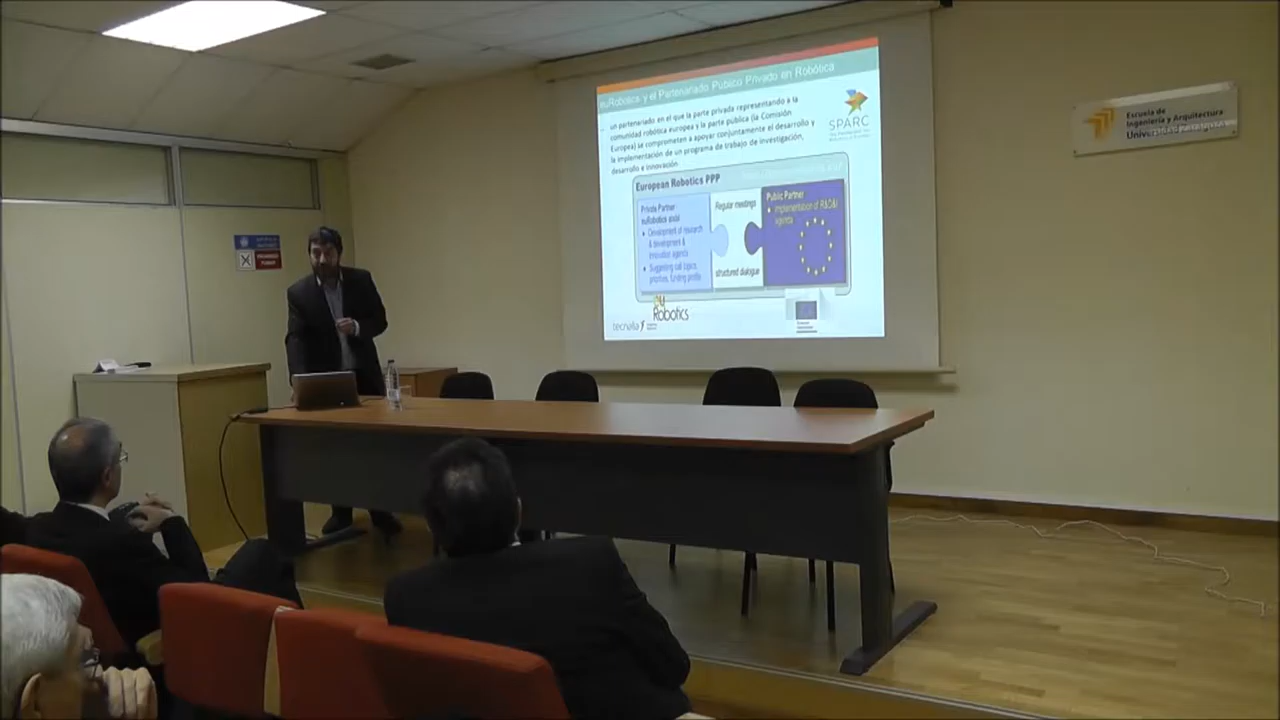 euRobotics y el Partenariado Publico Privado en Robótica
un partenariado en el que la parte privada representando a la
comunidad robótica europea y la parte pública (la Comisión
Europea) se comprometen a apoyar conjuntamente el desarrollo y
la implementación de un programa de trabajo de investigación,
desarrollo e innovación
SPARC
European Robotics PPP
Private Partner
euRobotics aisbl
Development of research
& development &
innovation agenda
Suggesting call topics,
priorities, funding profile
Regular meetings
structured dialogue
Public Partner
Implementation of R&D&I
agenda
euRobotics
tecnalia
Escuela de
Ingeniería y Arquitectura